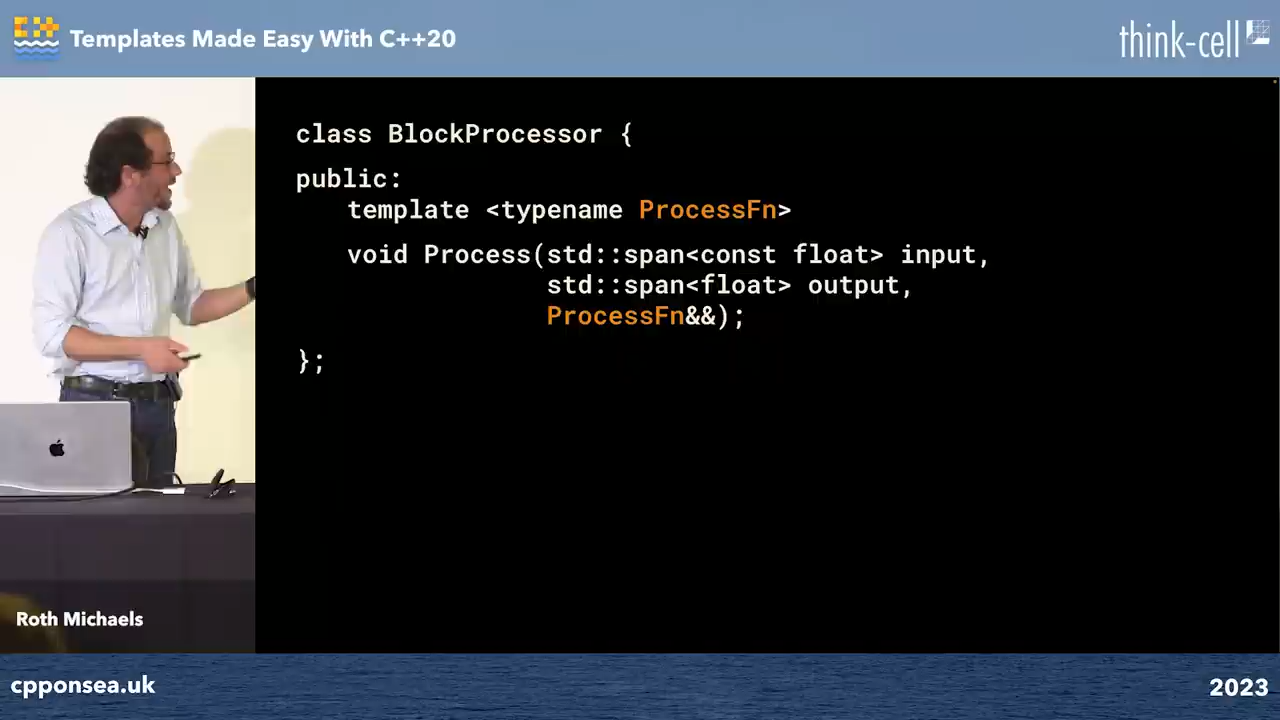 Templates Made Easy With C++20
think-cell
class BlockProcessor {
public:
template <typename ProcessFn>
void Process(std::span<const float> input,
std::span<float> output,
ProcessFn&&);
};
Roth Michaels
cpponsea.uk
2023